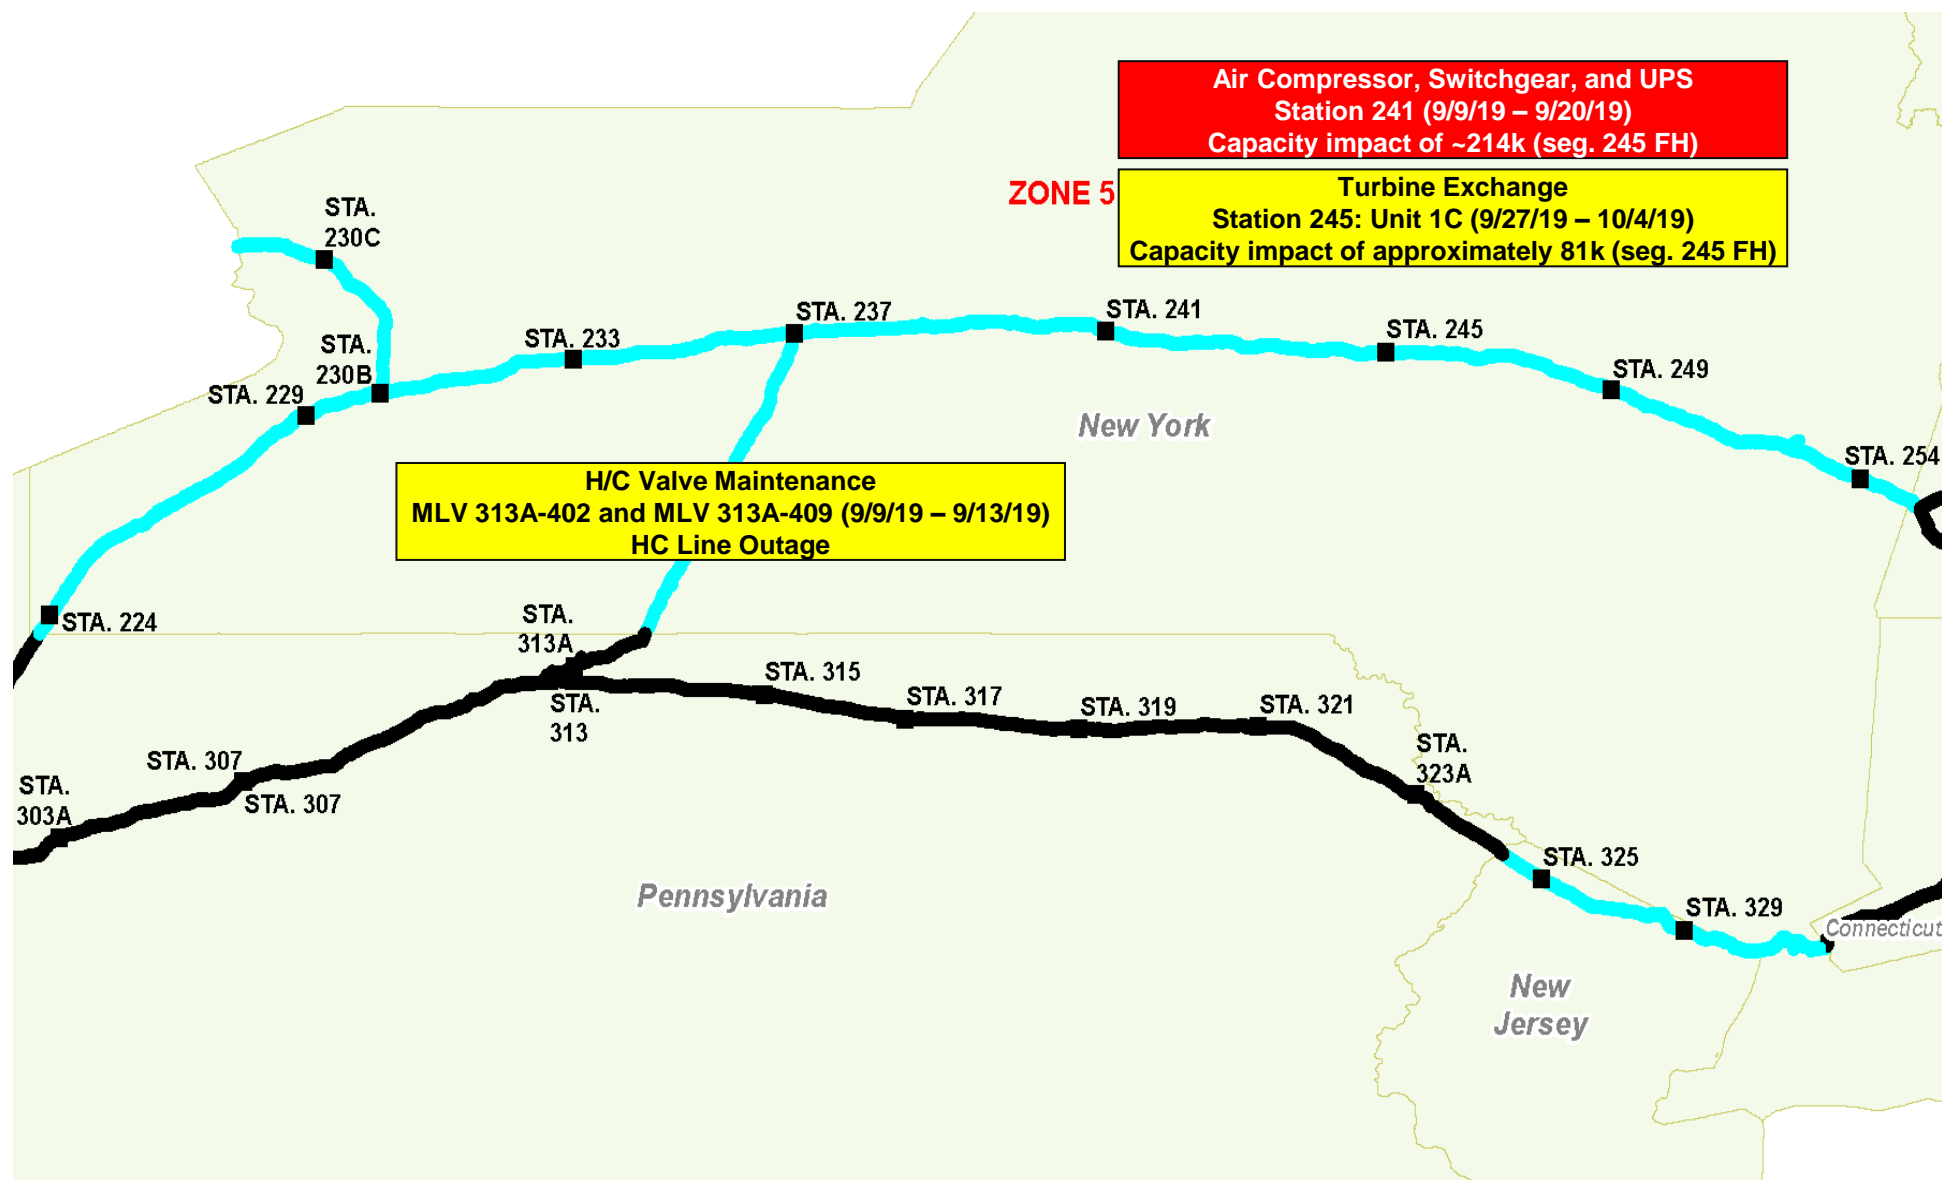 Air Compressor, Switchgear, and UPS
Station 241 (9/9/19 – 9/20/19)
Capacity impact of ~214k (seg. 245 FH)
ZONE 5
Turbine Exchange
Station 245: Unit 1C (9/27/19 – 10/4/19)
Capacity impact of approximately 81k (seg. 245 FH)
STA.
230C
STA. 237
STA. 241
STA. 245
STA. 233
STA.
230B
STA. 249
STA. 229
New York
STA. 254
H/C Valve Maintenance
MLV 313A-402 and MLV 313A-409 (9/9/19 – 9/13/19)
HC Line Outage
STA. 224
STA.
313A
STA. 315
STA. 317
STA. 319
STA. 321
STA.
313
STA.
323A
STA. 307
STA.
303A
STA. 307
STA. 325
Pennsylvania
STA. 329
Connecticut
New
Jersey